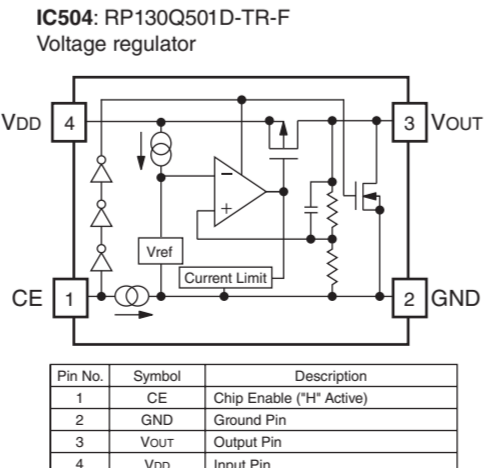 IC504: RP130Q501D-TR-F
Voltage regulator
VDD 4 3 VOUT
− +
Vref
Current Limit
CE 1 2 GND
Pin No. Symbol Description
1 CE Chip Enable ("H" Active)
2 GND Ground Pin
3 VOUT Output Pin
4 VDD Input Pin